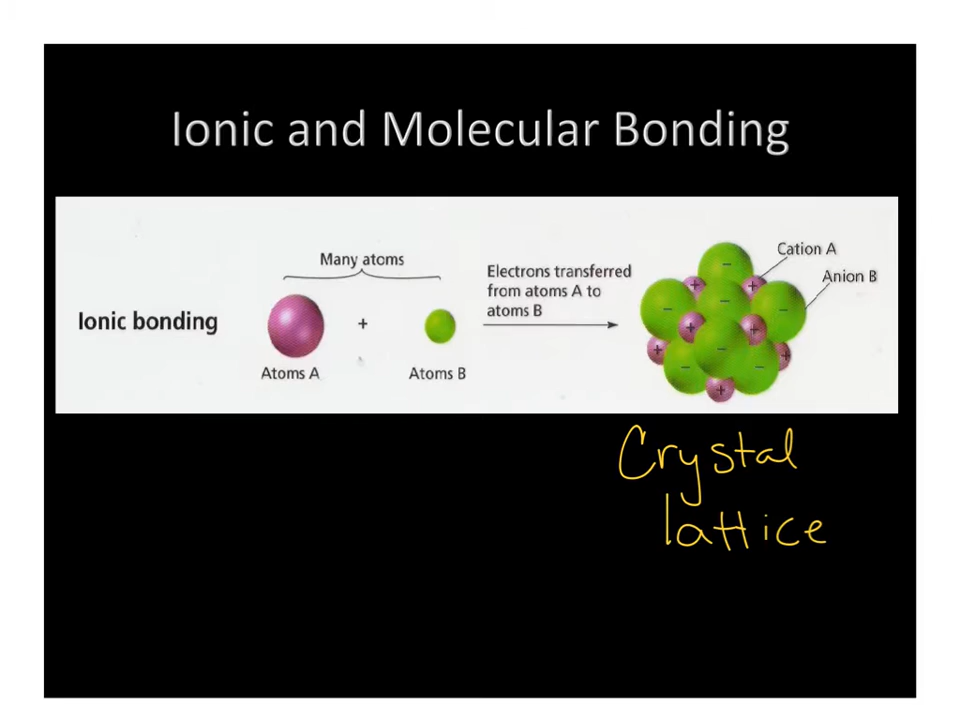 Ionic and Molecular Bonding
Many atoms
Ionic bonding
+
Atoms A
Atoms B
Electrons transferred
from atoms A to
atoms B
Cation A
Anion B
−
+
+
−
−
−
+
+
−
+
+
−
−
+
Crystal
lattice